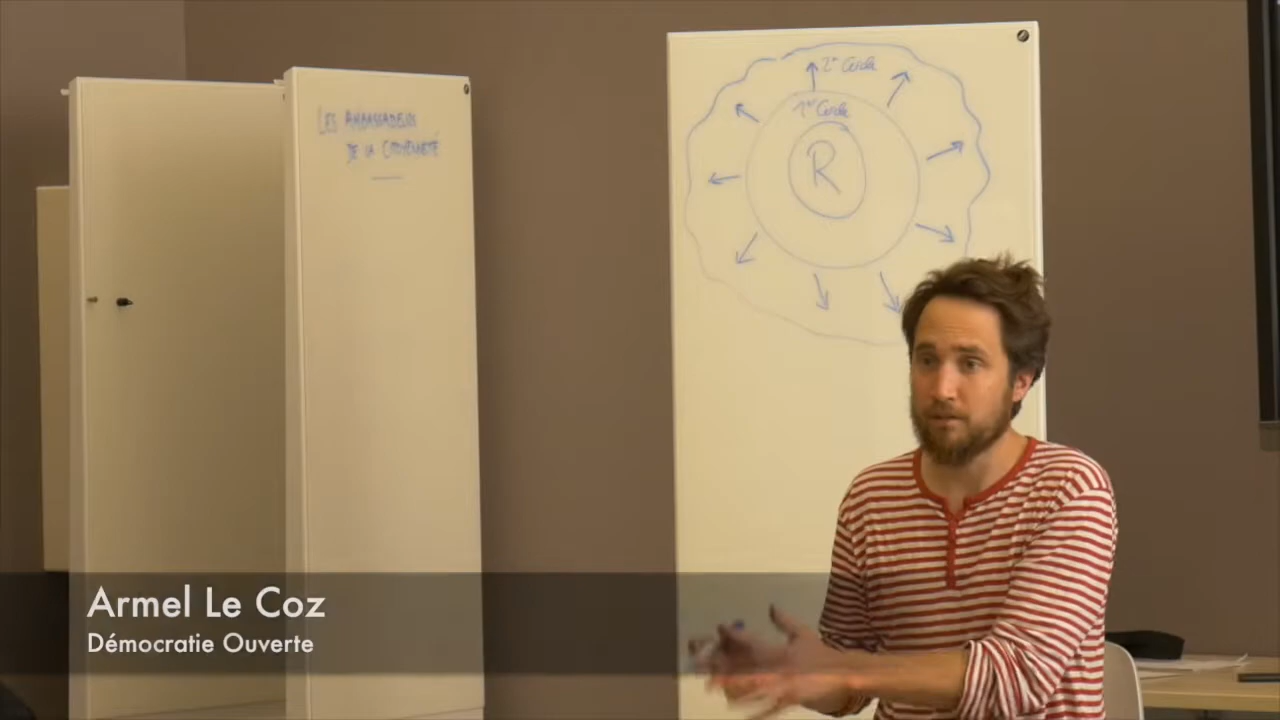 LES AMBASSADEURS
DE LA CITOYENNETÉ
2e Cercle
1er Cercle
R
Armel Le Coz
Démocratie Ouverte